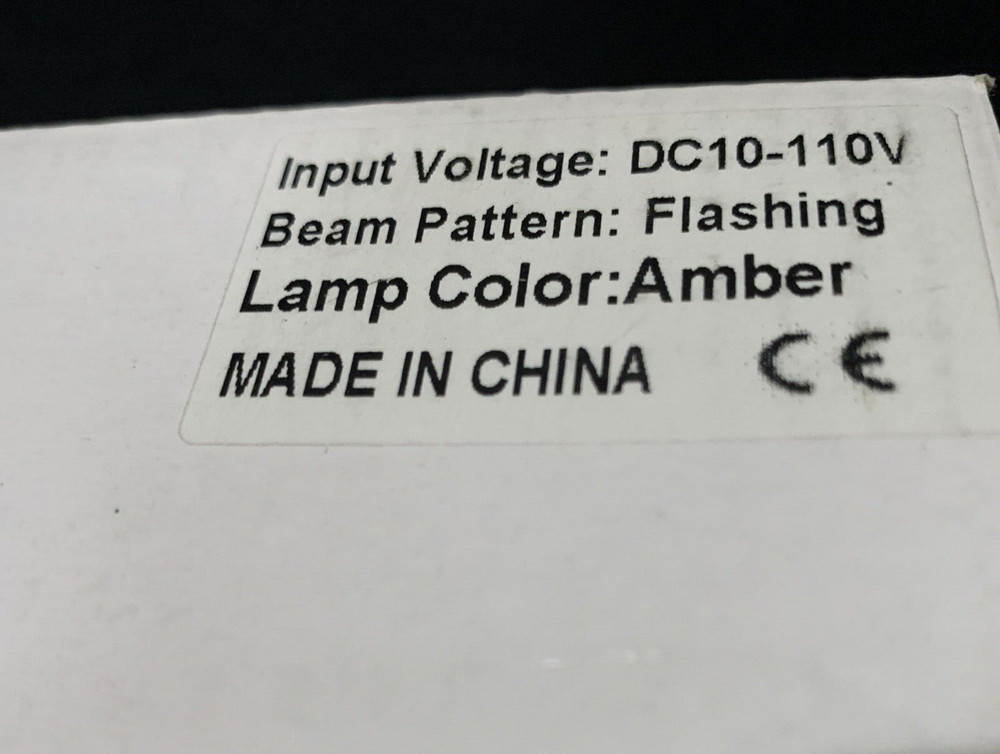 Input Voltage: DC10-110V
Beam Pattern: Flashing
Lamp Color:Amber
MADE IN CHINA CE